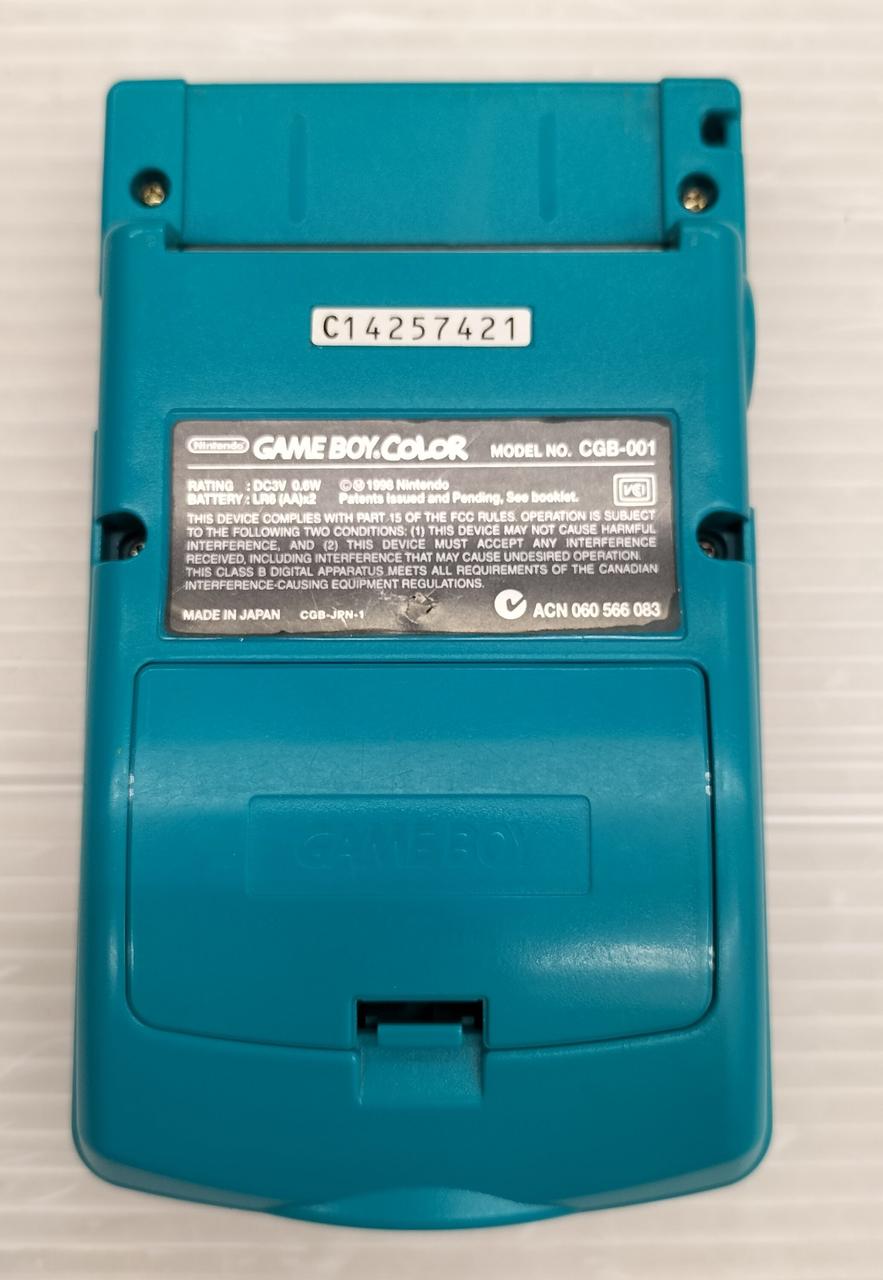 C14257421
Nintendo GAME BOY COLOR MODEL NO. CGB-001
RATING : DC3V 0.6W ©Ⓜ1998 Nintendo
BATTERY : LR6 (AA)x2 Patents Issued and Pending, See booklet.
VCI
THIS DEVICE COMPLIES WITH PART 15 OF THE FCC RULES. OPERATION IS SUBJECT
TO THE FOLLOWING TWO CONDITIONS: (1) THIS DEVICE MAY NOT CAUSE HARMFUL
INTERFERENCE, AND (2) THIS DEVICE MUST ACCEPT ANY INTERFERENCE
RECEIVED, INCLUDING INTERFERENCE THAT MAY CAUSE UNDESIRED OPERATION.
THIS CLASS B DIGITAL APPARATUS MEETS ALL REQUIREMENTS OF THE CANADIAN
INTERFERENCE-CAUSING EQUIPMENT REGULATIONS.
MADE IN JAPAN CGB-JPN-1 ACN 060 566 083
GAME BOY